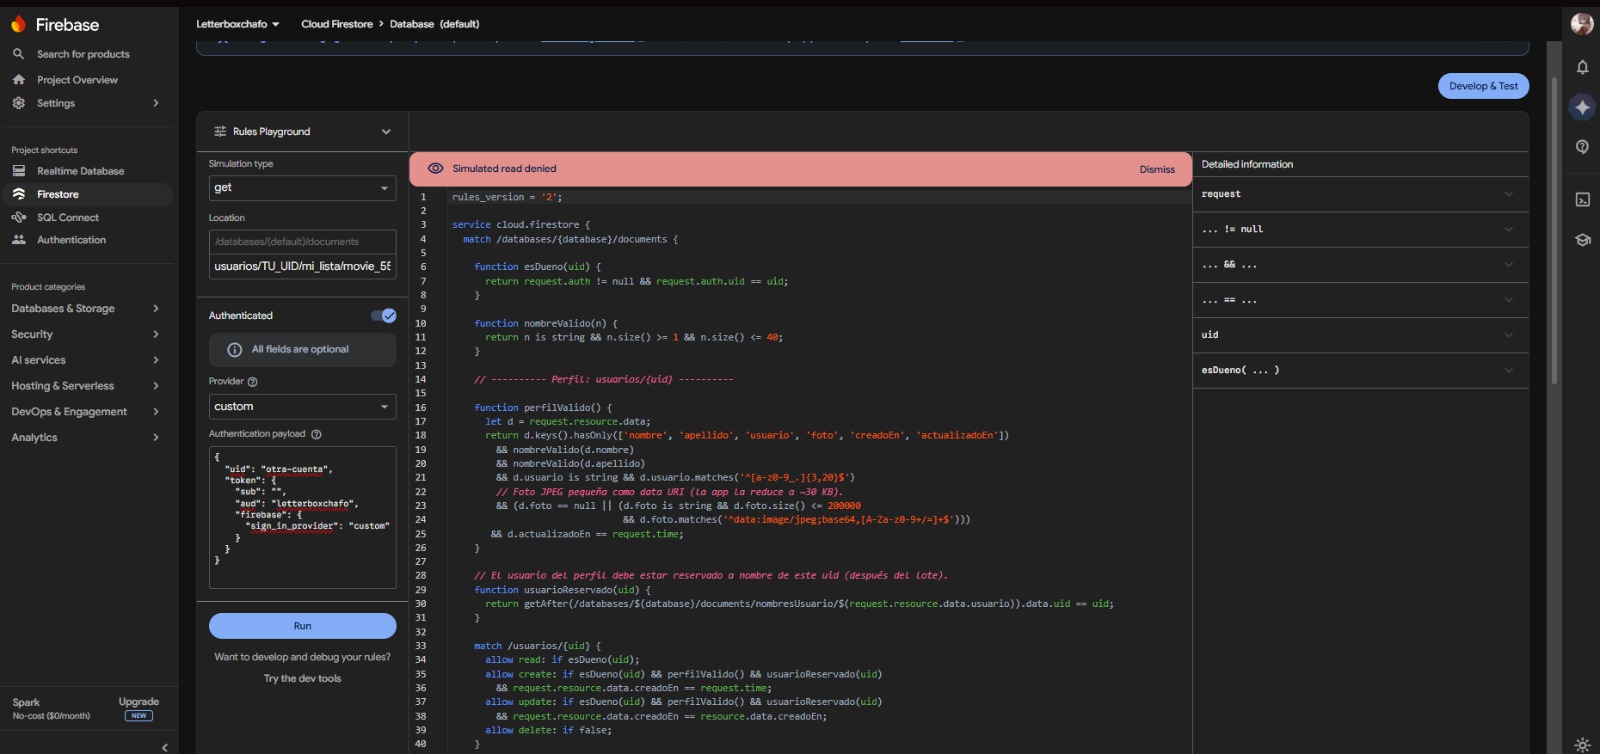 Firebase
Letterboxchafo
Cloud Firestore > Database (default)
Search for products
Project Overview
Settings
Project shortcuts
Realtime Database
Firestore
SQL Connect
Authentication
Product categories
Databases & Storage
Security
AI services
Hosting & Serverless
DevOps & Engagement
Analytics
Spark
No-cost ($0/month)
Upgrade
NEW
Develop & Test
Rules Playground
Simulation type
get
Location
/databases/(default)/documents
usuarios/TU_UID/mi_lista/movie_55
Authenticated
All fields are optional
Provider
custom
Authentication payload
{
"uid": "otra-cuenta",
"token": {
"sub": "",
"aud": "letterboxchafo",
"firebase": {
"sign_in_provider": "custom"
}
}
}
Run
Want to develop and debug your rules?
Try the dev tools
Simulated read denied
Dismiss
1 rules_version = '2';
2
3 service cloud.firestore {
4 match /databases/{database}/documents {
5
6 function esDueno(uid) {
7 return request.auth != null && request.auth.uid == uid;
8 }
9
10 function nombreValido(n) {
11 return n is string && n.size() >= 1 && n.size() <= 40;
12 }
13
14 // ---------- Perfil: usuarios/{uid} ----------
15
16 function perfilValido() {
17 let d = request.resource.data;
18 return d.keys().hasOnly(['nombre', 'apellido', 'usuario', 'foto', 'creadoEn', 'actualizadoEn'])
19 && nombreValido(d.nombre)
20 && nombreValido(d.apellido)
21 && d.usuario is string && d.usuario.matches('^[a-z0-9_.]{3,20}$')
22 // Foto JPEG pequeña como data URI (la app la reduce a ~30 KB).
23 && (d.foto == null || (d.foto is string && d.foto.size() <= 200000
24 && d.foto.matches('^data:image/jpeg;base64,[A-Za-z0-9+/=]+$')))
25 && d.actualizadoEn == request.time;
26 }
27
28 // El usuario del perfil debe estar reservado a nombre de este uid (después del lote).
29 function usuarioReservado(uid) {
30 return getAfter(/databases/$(database)/documents/nombresUsuario/$(request.resource.data.usuario)).data.uid == uid;
31 }
32
33 match /usuarios/{uid} {
34 allow read: if esDueno(uid);
35 allow create: if esDueno(uid) && perfilValido() && usuarioReservado(uid)
36 && request.resource.data.creadoEn == request.time;
37 allow update: if esDueno(uid) && perfilValido() && usuarioReservado(uid)
38 && request.resource.data.creadoEn == resource.data.creadoEn;
39 allow delete: if false;
40 }
Detailed information
request
... != null
... && ...
... == ...
uid
esDueno( ... )